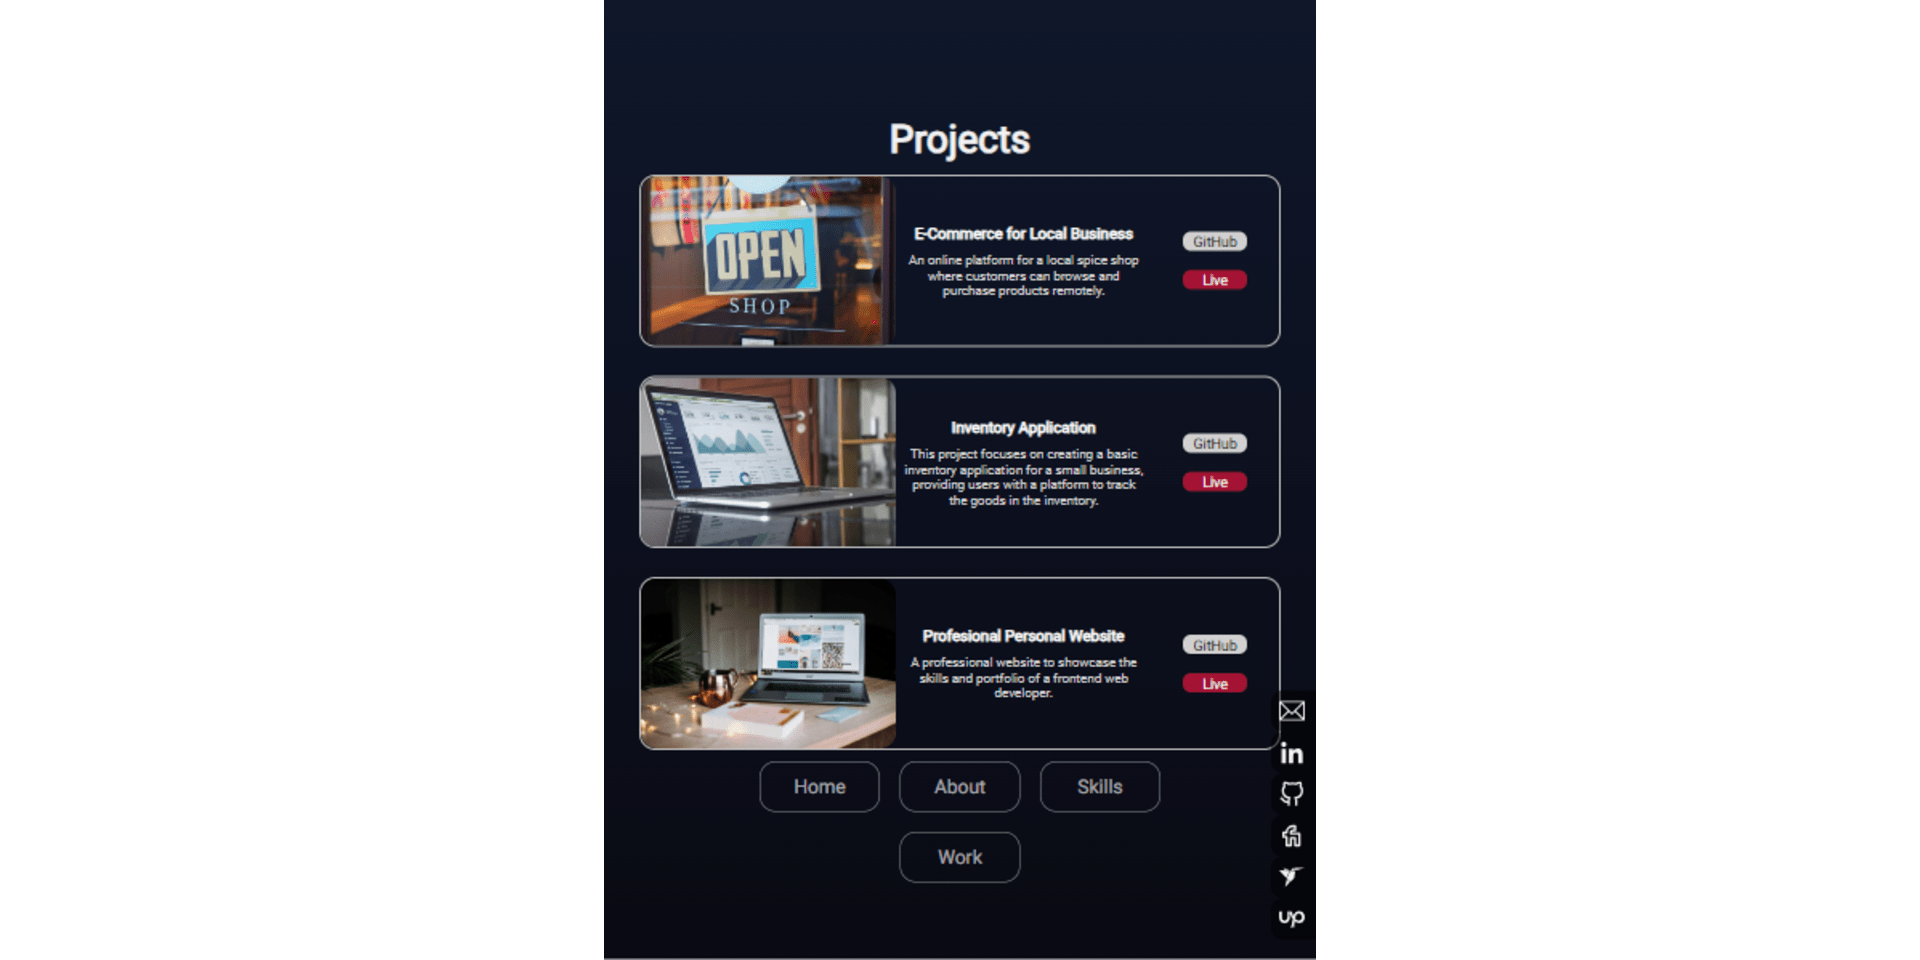 Projects
OPEN
SHOP
E-Commerce for Local Business
An online platform for a local spice shop
where customers can browse and
purchase products remotely.
GitHub
Live
Inventory Application
This project focuses on creating a basic
inventory application for a small business,
providing users with a platform to track
the goods in the inventory.
GitHub
Live
Profesional Personal Website
A professional website to showcase the
skills and portfolio of a frontend web
developer.
GitHub
Live
in
fi
up
Home
About
Skills
Work